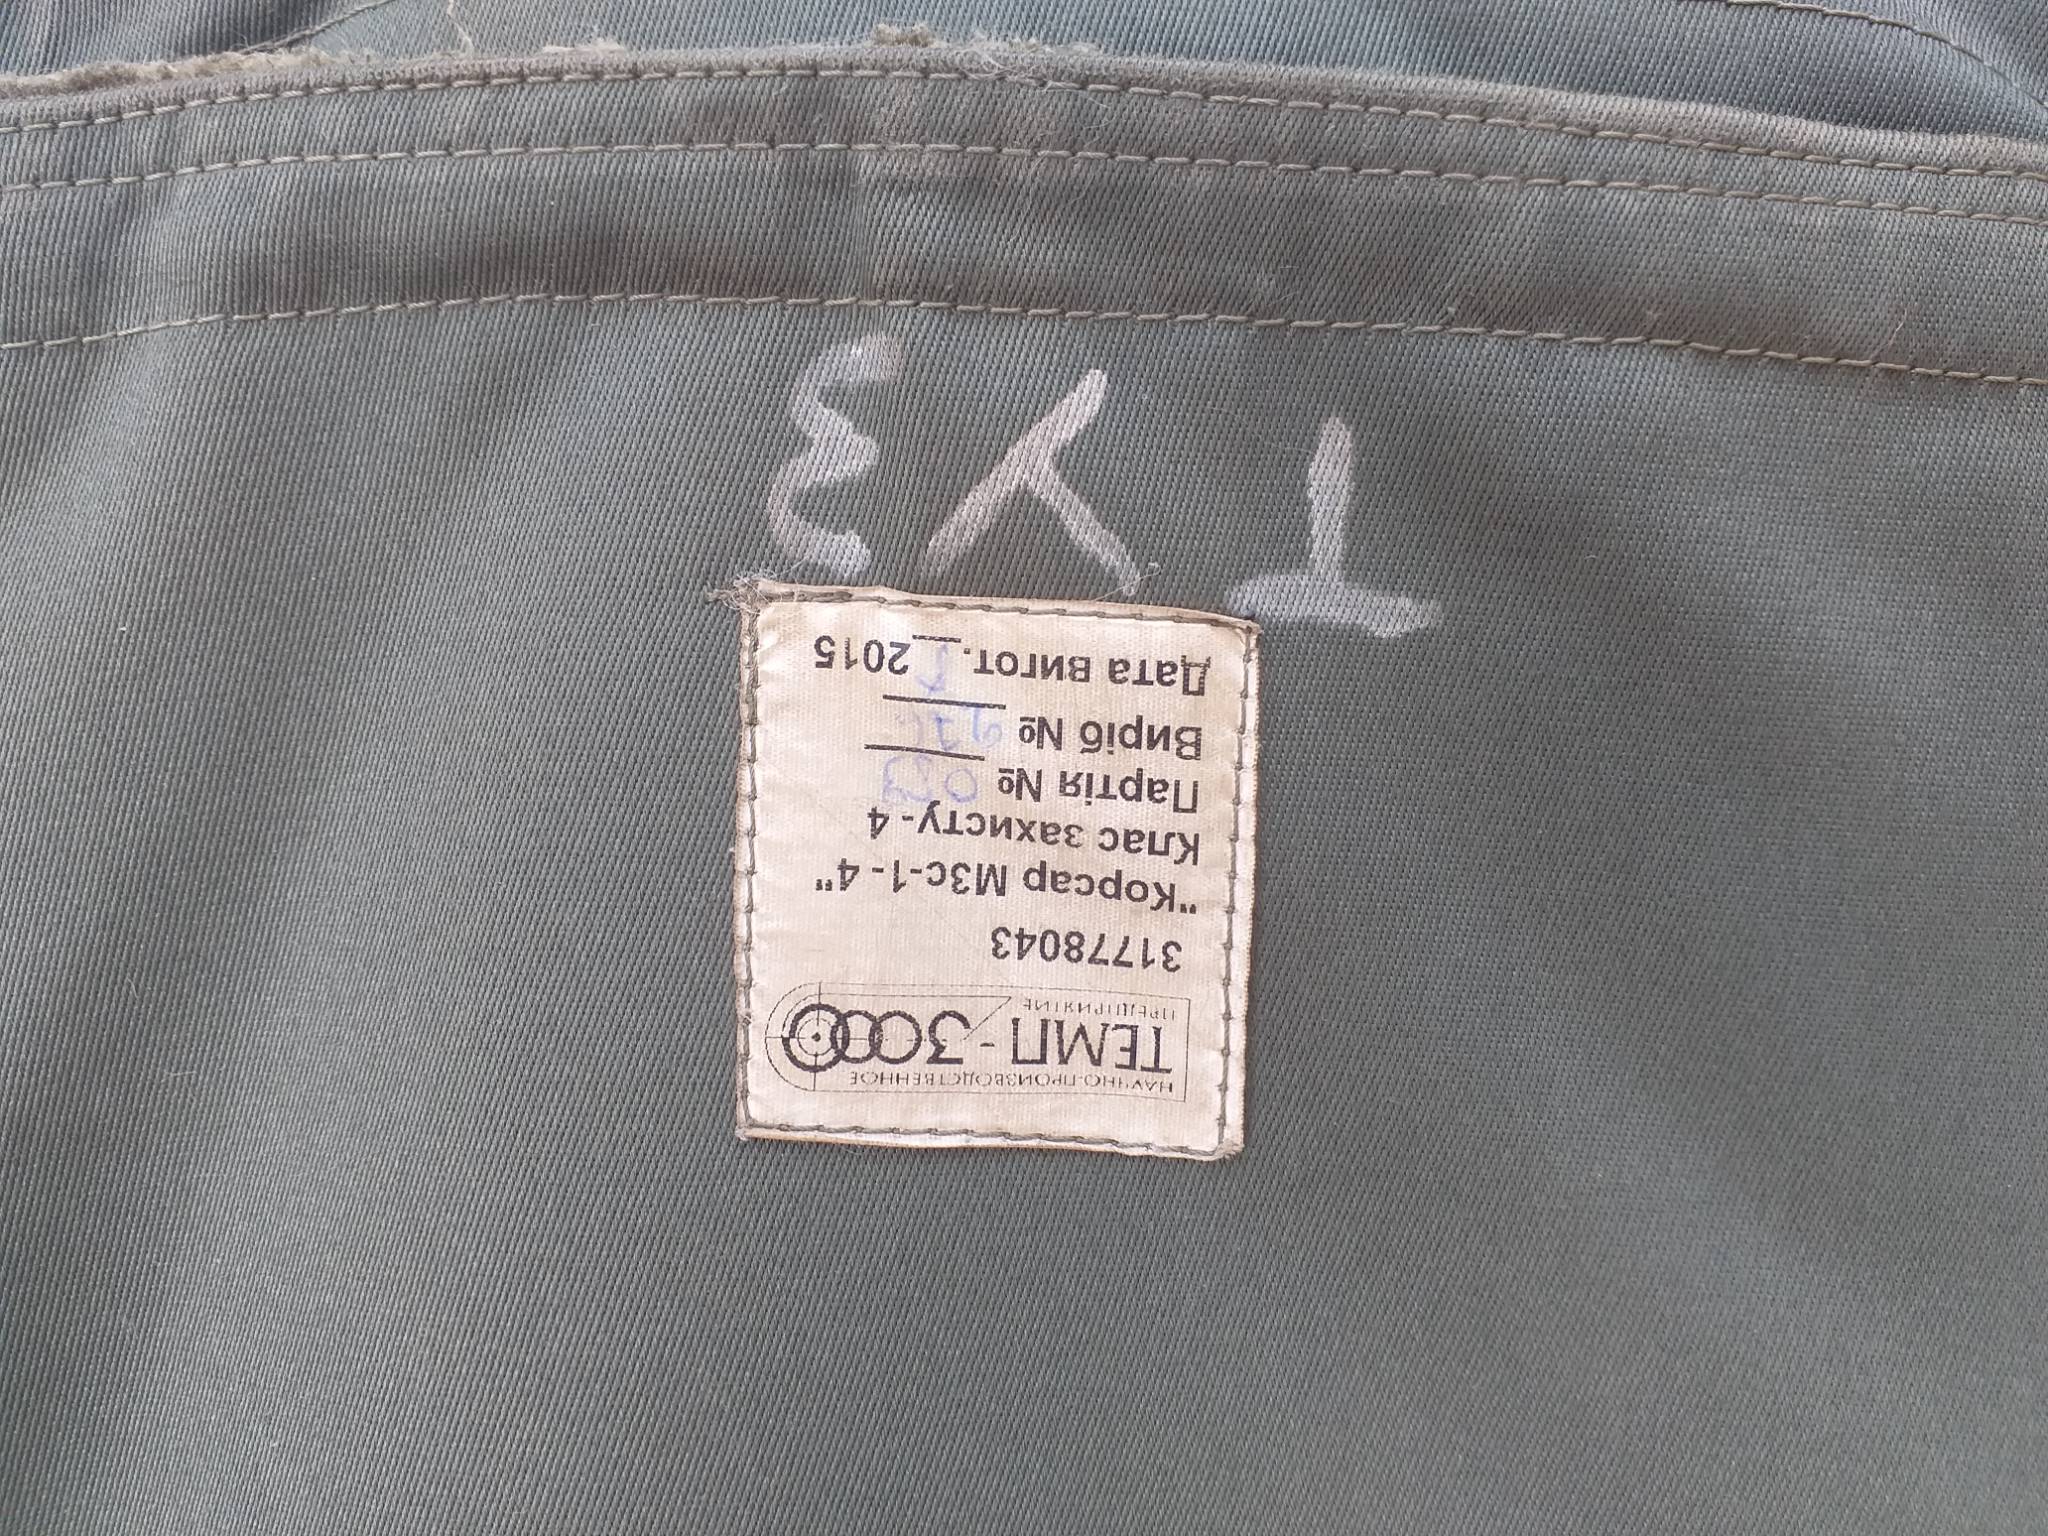 НАУЧНО-ПРОИЗВОДСТВЕННОЕ
ТЕМП-3000
ПРЕДПРИЯТИЕ
31778043
"Корсар М3с-1-4"
Клас захисту-4
Партія №
Виріб №
Дата вигот. 2015
ТУЗ